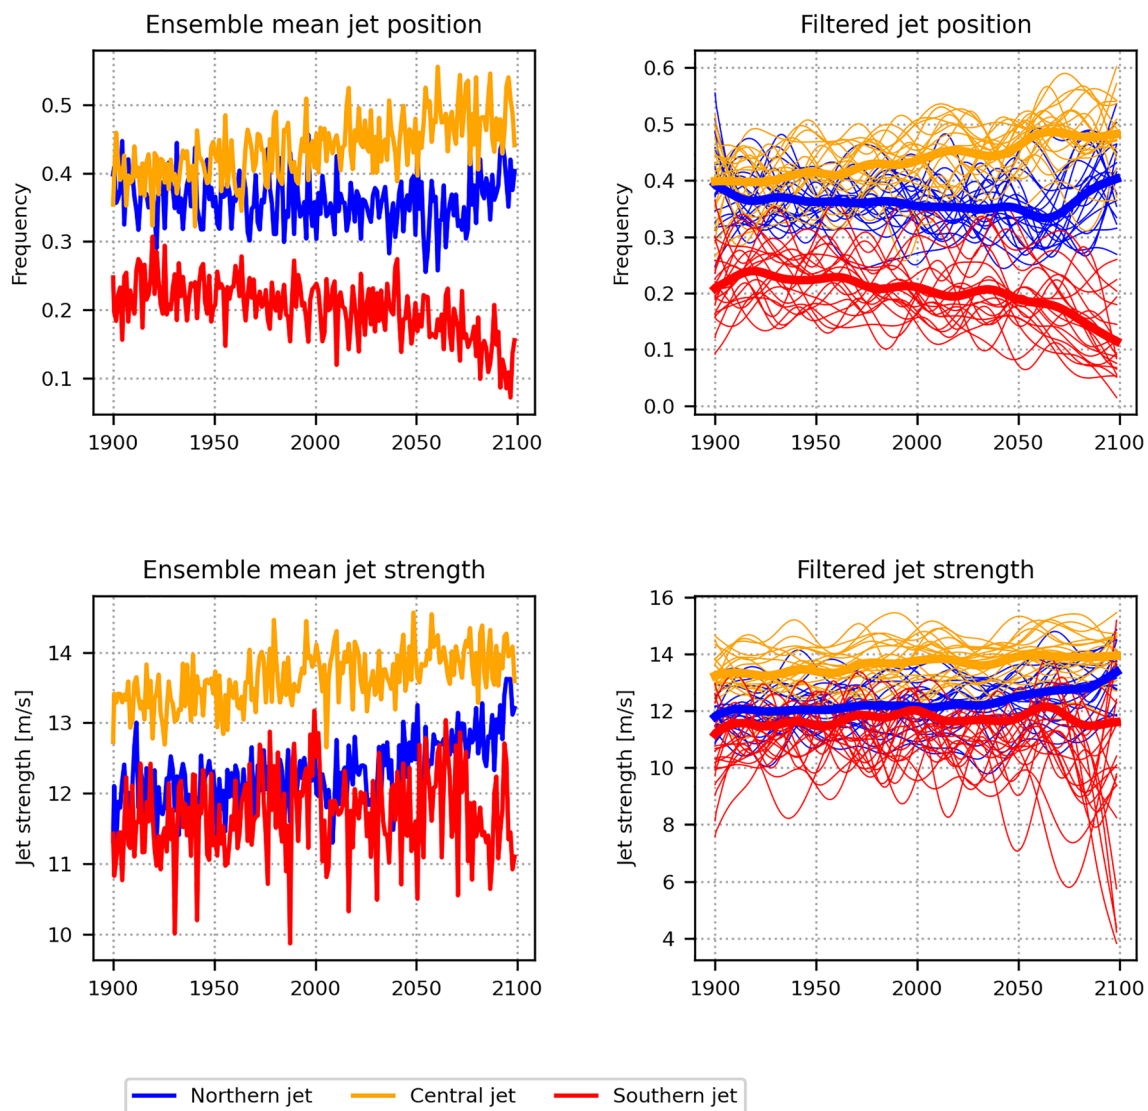 Ensemble mean jet position
Frequency
0.5
0.4
0.3
0.2
0.1
1900 1950 2000 2050 2100
Filtered jet position
Frequency
0.6
0.5
0.4
0.3
0.2
0.1
0.0
1900 1950 2000 2050 2100
Ensemble mean jet strength
Jet strength [m/s]
14
13
12
11
10
1900 1950 2000 2050 2100
Filtered jet strength
Jet strength [m/s]
16
14
12
10
8
6
4
1900 1950 2000 2050 2100
Northern jet Central jet Southern jet